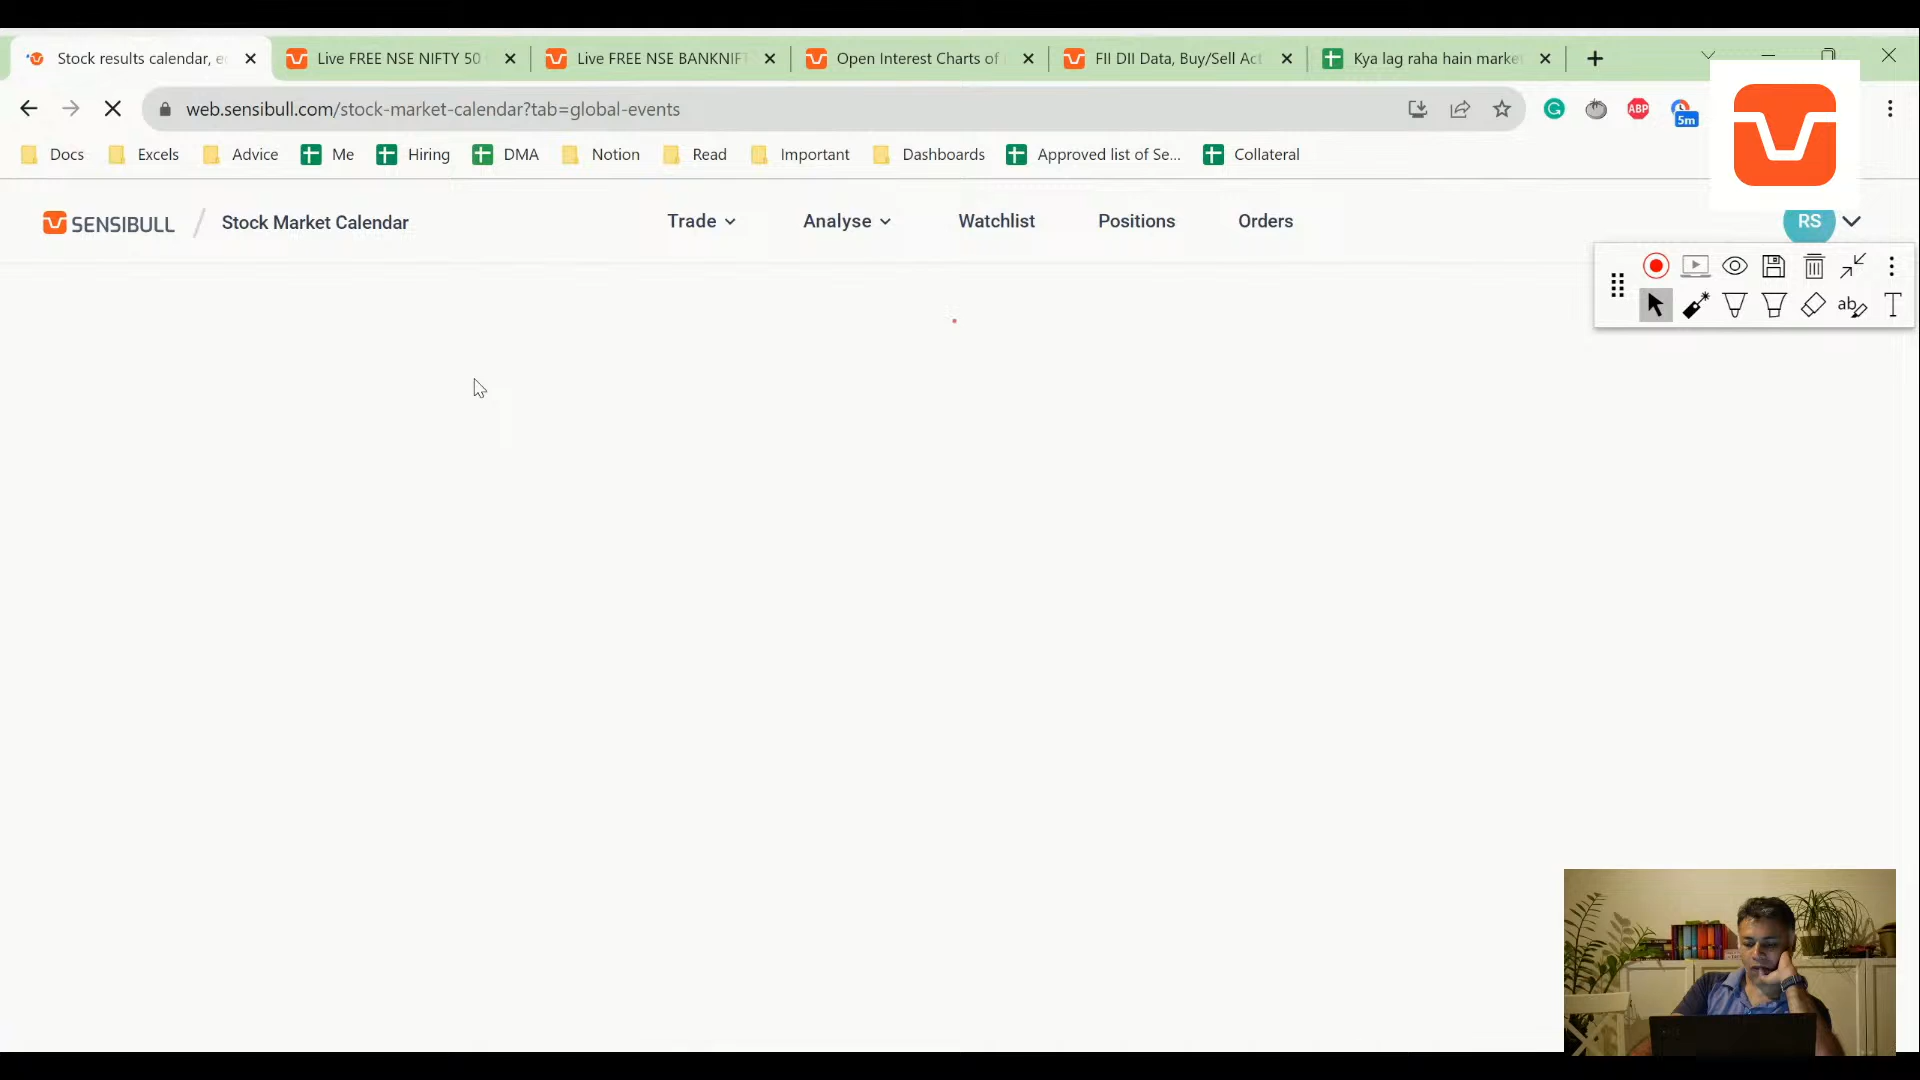 Stock results calendar, e
Live FREE NSE NIFTY 50
Live FREE NSE BANKNIFT
Open Interest Charts of
FII DII Data, Buy/Sell Act
Kya lag raha hain marke
web.sensibull.com/stock-market-calendar?tab=global-events
ABP
5m
Docs
Excels
Advice
Me
Hiring
DMA
Notion
Read
Important
Dashboards
Approved list of Se...
Collateral
SENSIBULL / Stock Market Calendar
Trade
Analyse
Watchlist
Positions
Orders
RS
ab
T